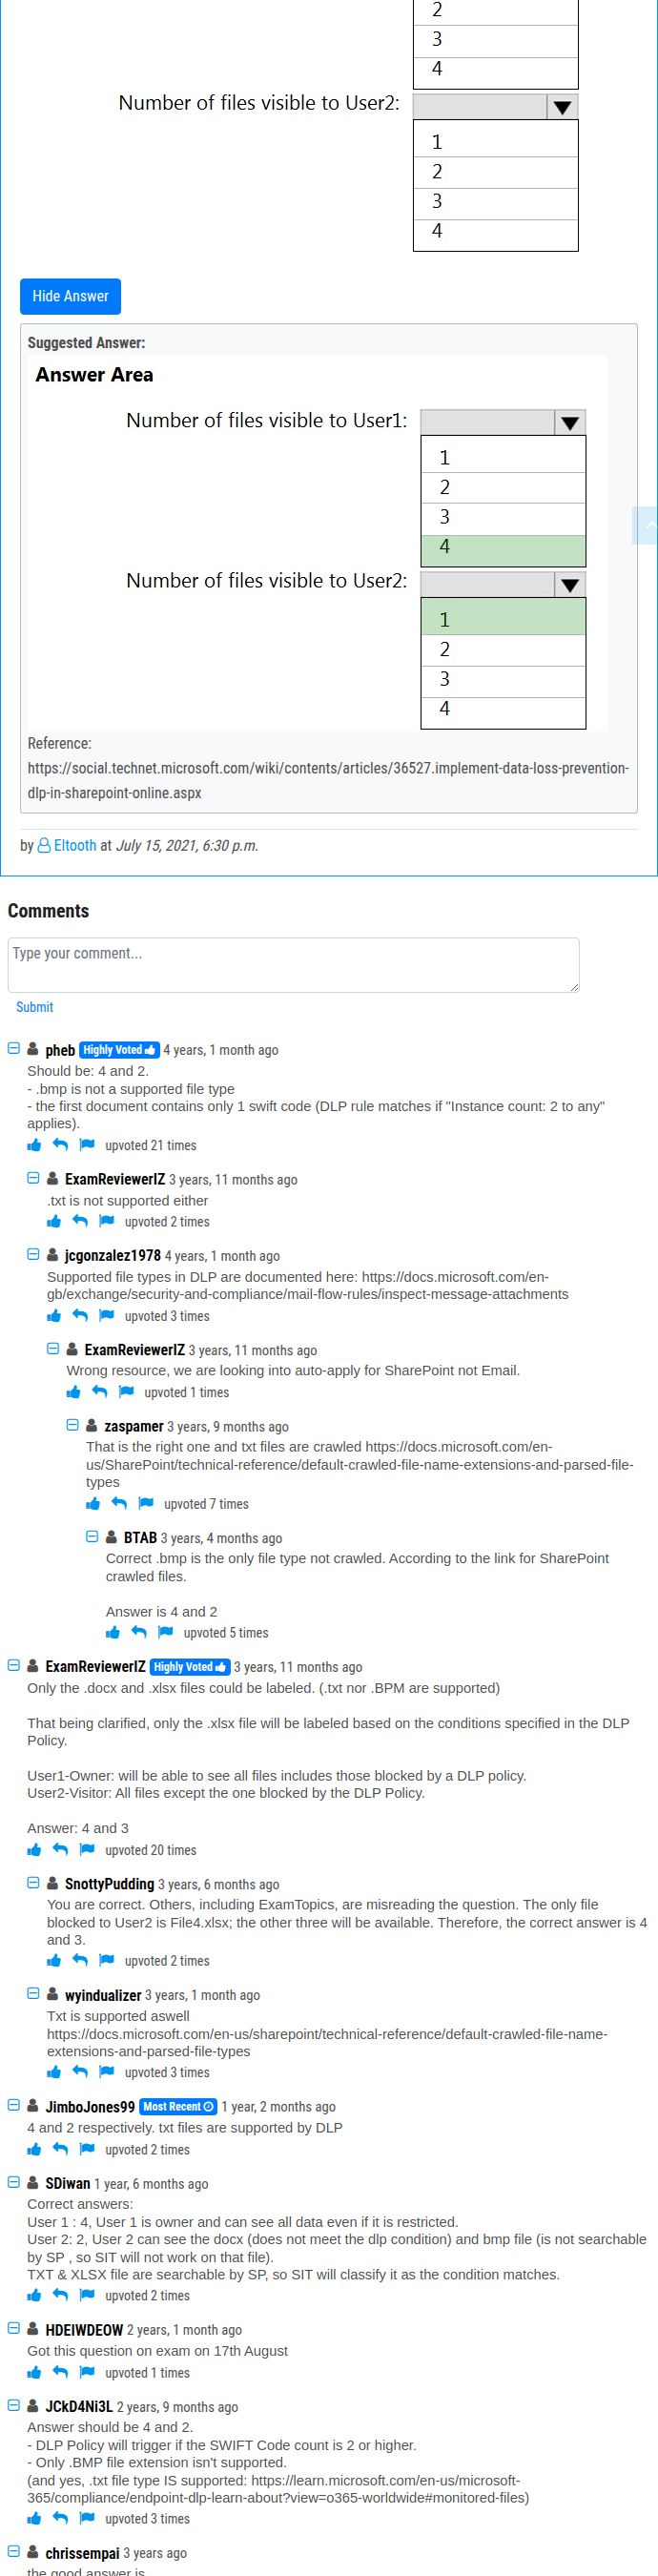 2
3
4
Number of files visible to User2:
1
2
3
4
Hide Answer
Suggested Answer:
Answer Area
Number of files visible to User1:
1
2
3
4
Number of files visible to User2:
1
2
3
4
Reference:
https://social.technet.microsoft.com/wiki/contents/articles/36527.implement-data-loss-prevention-
dlp-in-sharepoint-online.aspx
by Eltooth at July 15, 2021, 6:30 p.m.
Comments
Type your comment...
Submit
pheb Highly Voted 4 years, 1 month ago
Should be: 4 and 2.
- .bmp is not a supported file type
- the first document contains only 1 swift code (DLP rule matches if "Instance count: 2 to any"
applies).
upvoted 21 times
ExamReviewerIZ 3 years, 11 months ago
.txt is not supported either
upvoted 2 times
jcgonzalez1978 4 years, 1 month ago
Supported file types in DLP are documented here: https://docs.microsoft.com/en-
gb/exchange/security-and-compliance/mail-flow-rules/inspect-message-attachments
upvoted 3 times
ExamReviewerIZ 3 years, 11 months ago
Wrong resource, we are looking into auto-apply for SharePoint not Email.
upvoted 1 times
zaspamer 3 years, 9 months ago
That is the right one and txt files are crawled https://docs.microsoft.com/en-
us/SharePoint/technical-reference/default-crawled-file-name-extensions-and-parsed-file-
types
upvoted 7 times
BTAB 3 years, 4 months ago
Correct .bmp is the only file type not crawled. According to the link for SharePoint
crawled files.
Answer is 4 and 2
upvoted 5 times
ExamReviewerIZ Highly Voted 3 years, 11 months ago
Only the .docx and .xlsx files could be labeled. (.txt nor .BPM are supported)
That being clarified, only the .xlsx file will be labeled based on the conditions specified in the DLP
Policy.
User1-Owner: will be able to see all files includes those blocked by a DLP policy.
User2-Visitor: All files except the one blocked by the DLP Policy.
Answer: 4 and 3
upvoted 20 times
SnottyPudding 3 years, 6 months ago
You are correct. Others, including ExamTopics, are misreading the question. The only file
blocked to User2 is File4.xlsx; the other three will be available. Therefore, the correct answer is 4
and 3.
upvoted 2 times
wyindualizer 3 years, 1 month ago
Txt is supported aswell
https://docs.microsoft.com/en-us/sharepoint/technical-reference/default-crawled-file-name-
extensions-and-parsed-file-types
upvoted 3 times
JimboJones99 Most Recent 1 year, 2 months ago
4 and 2 respectively. txt files are supported by DLP
upvoted 2 times
SDiwan 1 year, 6 months ago
Correct answers:
User 1 : 4, User 1 is owner and can see all data even if it is restricted.
User 2: 2, User 2 can see the docx (does not meet the dlp condition) and bmp file (is not searchable
by SP , so SIT will not work on that file).
TXT & XLSX file are searchable by SP, so SIT will classify it as the condition matches.
upvoted 2 times
HDEIWDEOW 2 years, 1 month ago
Got this question on exam on 17th August
upvoted 1 times
JCkD4Ni3L 2 years, 9 months ago
Answer should be 4 and 2.
- DLP Policy will trigger if the SWIFT Code count is 2 or higher.
- Only .BMP file extension isn't supported.
(and yes, .txt file type IS supported: https://learn.microsoft.com/en-us/microsoft-
365/compliance/endpoint-dlp-learn-about?view=o365-worldwide#monitored-files)
upvoted 3 times
chrissempai 3 years ago
the good answer is